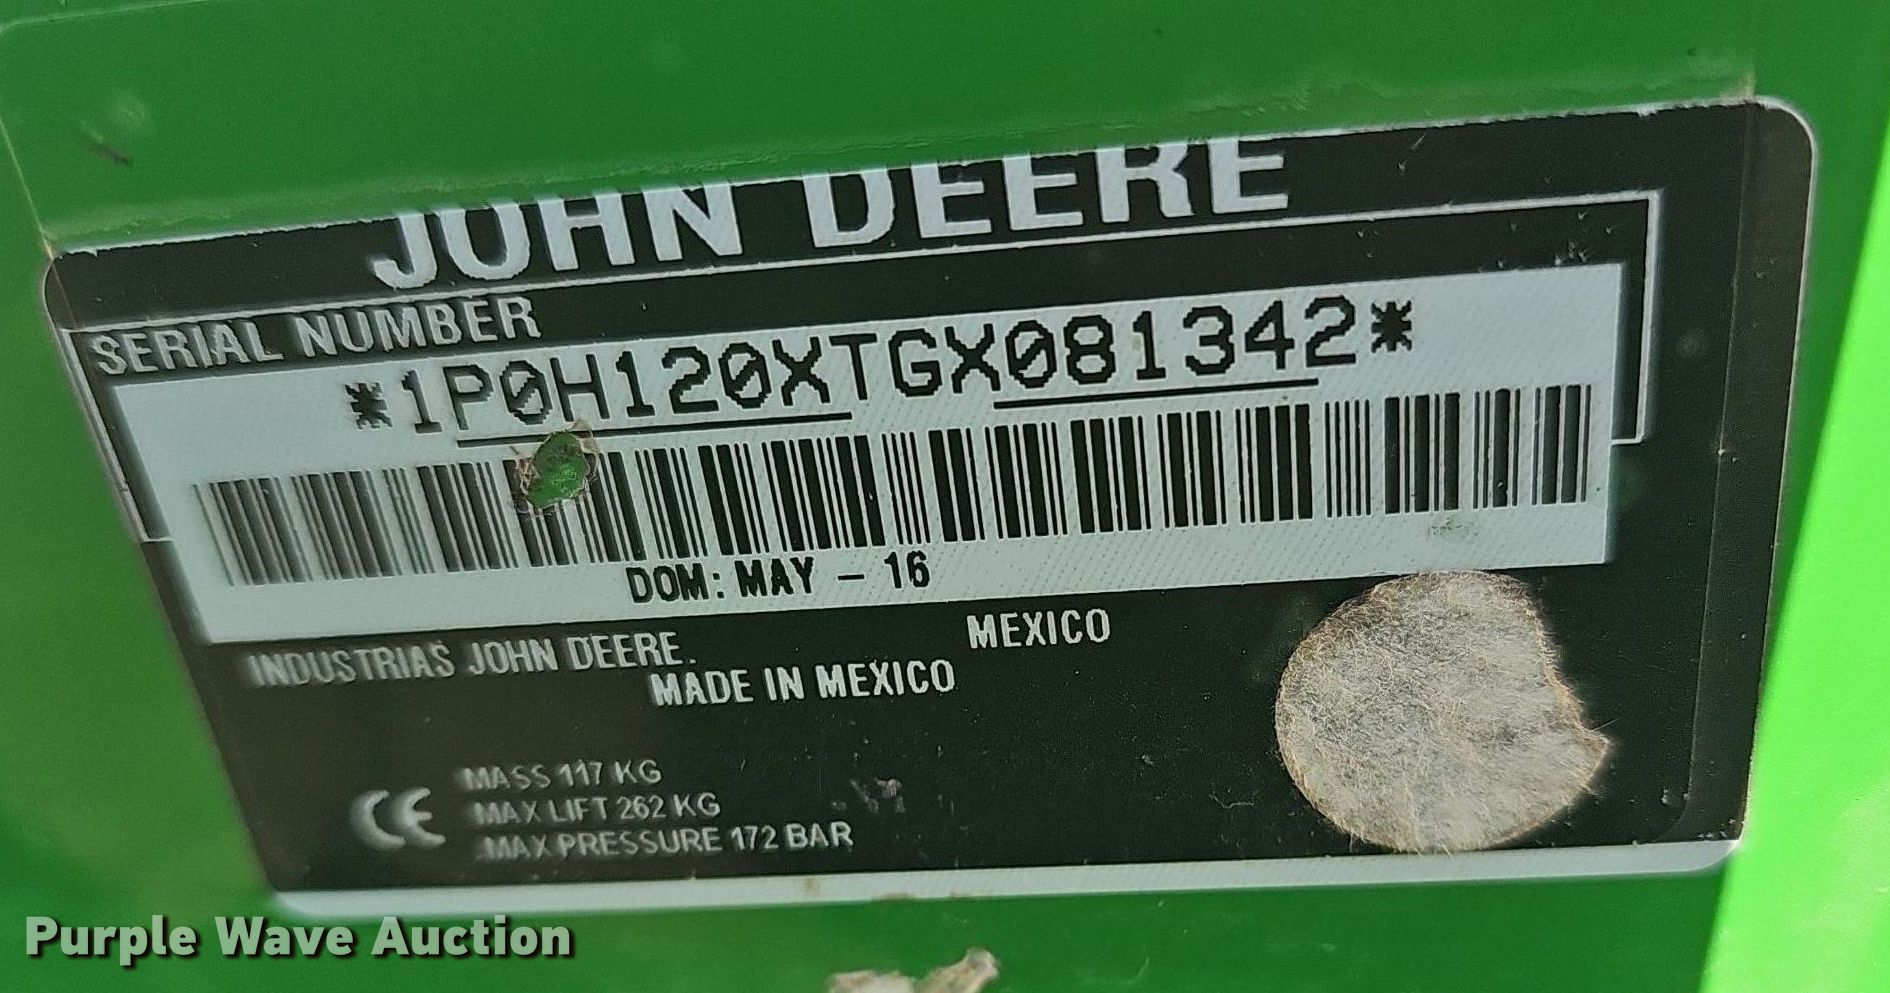 JOHN DEERE
SERIAL NUMBER
*1P0H120XTGX081342*
DOM: MAY - 16
INDUSTRIAS JOHN DEERE. MEXICO
MADE IN MEXICO
CE
MASS 117 KG
MAX LIFT 262 KG
MAX PRESSURE 172 BAR
Purple Wave Auction